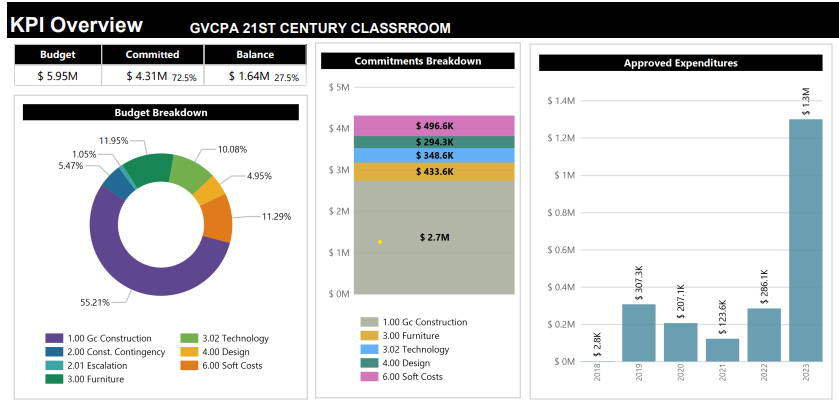 KPI Overview GVCPA 21ST CENTURY CLASSRROOM
Budget Committed Balance
$ 5.95M $ 4.31M 72.5% $ 1.64M 27.5%
Budget Breakdown
11.95%
10.08%
1.05%
5.47%
4.95%
11.29%
55.21%
1.00 Gc Construction 3.02 Technology
2.00 Const. Contingency 4.00 Design
2.01 Escalation 6.00 Soft Costs
3.00 Furniture
Commitments Breakdown
$ 5M
$ 4M
$ 3M
$ 2M
$ 1M
$ 0M
$ 496.6K
$ 294.3K
$ 348.6K
$ 433.6K
$ 2.7M
1.00 Gc Construction
3.00 Furniture
3.02 Technology
4.00 Design
6.00 Soft Costs
Approved Expenditures
$ 1.4M
$ 1.2M
$ 1M
$ 0.8M
$ 0.6M
$ 0.4M
$ 0.2M
$ 0M
$ 2.8K
$ 307.3K
$ 207.1K
$ 123.6K
$ 286.1K
$ 1.3M
2018 2019 2020 2021 2022 2023